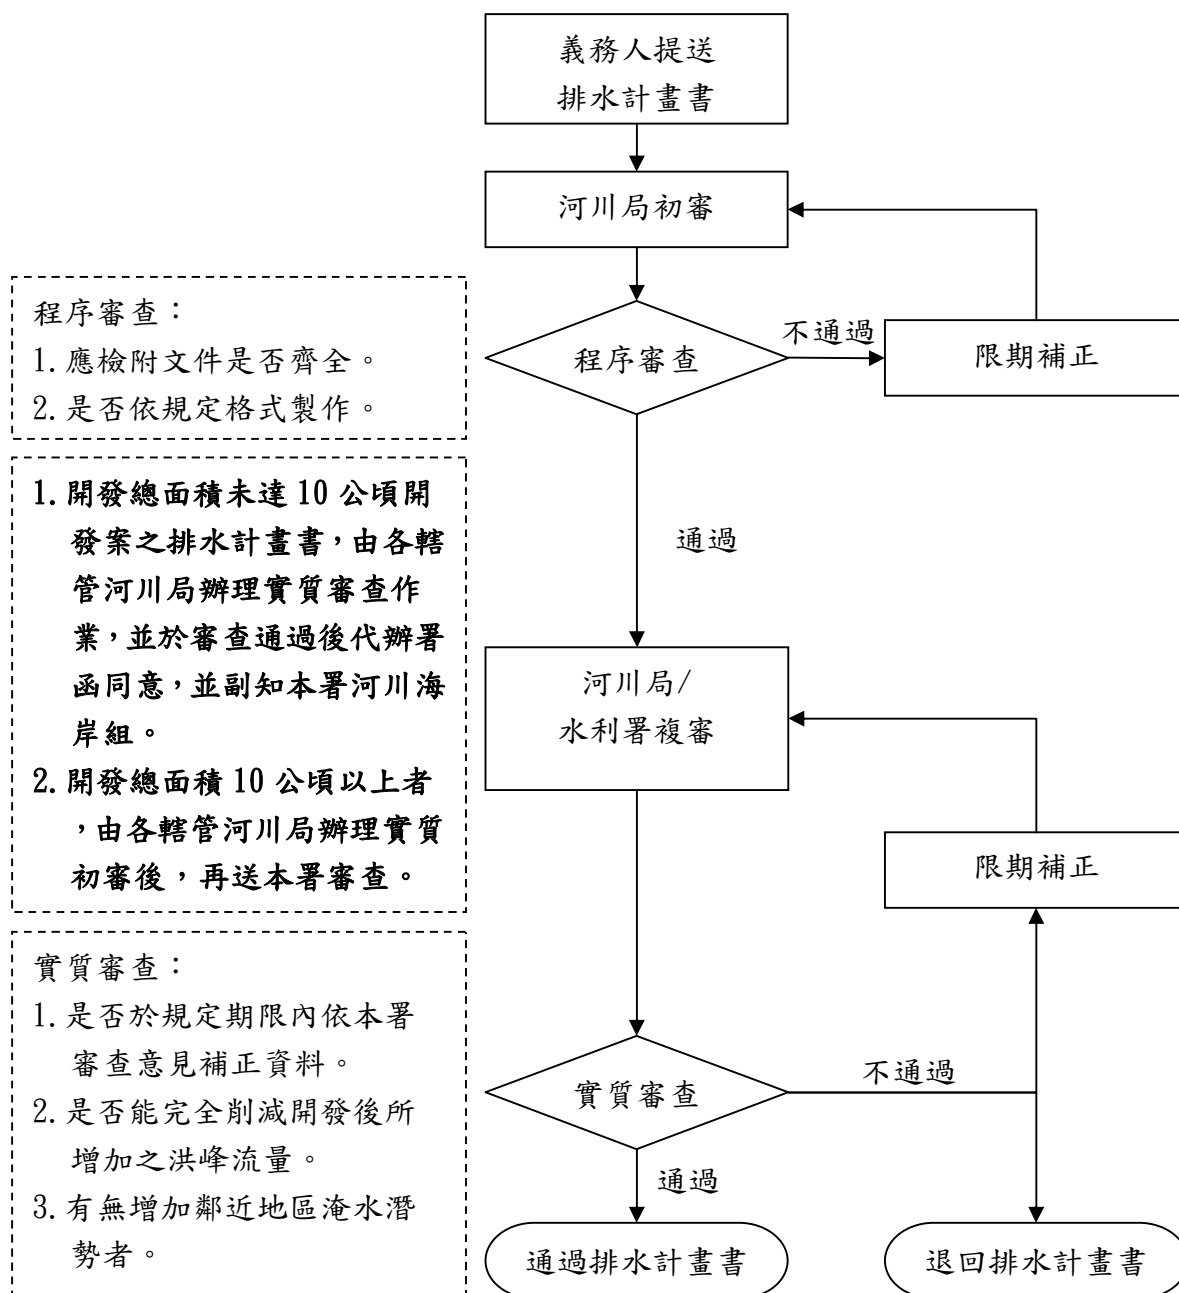 義務人提送
排水計畫書
河川局初審
程序審查：
1.應檢附文件是否齊全。
2.是否依規定格式製作。
程序審查
不通過
限期補正
1.開發總面積未達 10 公頃開
發案之排水計畫書，由各轄
管河川局辦理實質審查作
業，並於審查通過後代辦署
函同意，並副知本署河川海
岸組。
2.開發總面積 10 公頃以上者
，由各轄管河川局辦理實質
初審後，再送本署審查。
通過
河川局/
水利署複審
限期補正
實質審查：
1.是否於規定期限內依本署
審查意見補正資料。
2.是否能完全削減開發後所
增加之洪峰流量。
3.有無增加鄰近地區淹水潛
勢者。
實質審查
不通過
通過
通過排水計畫書
退回排水計畫書